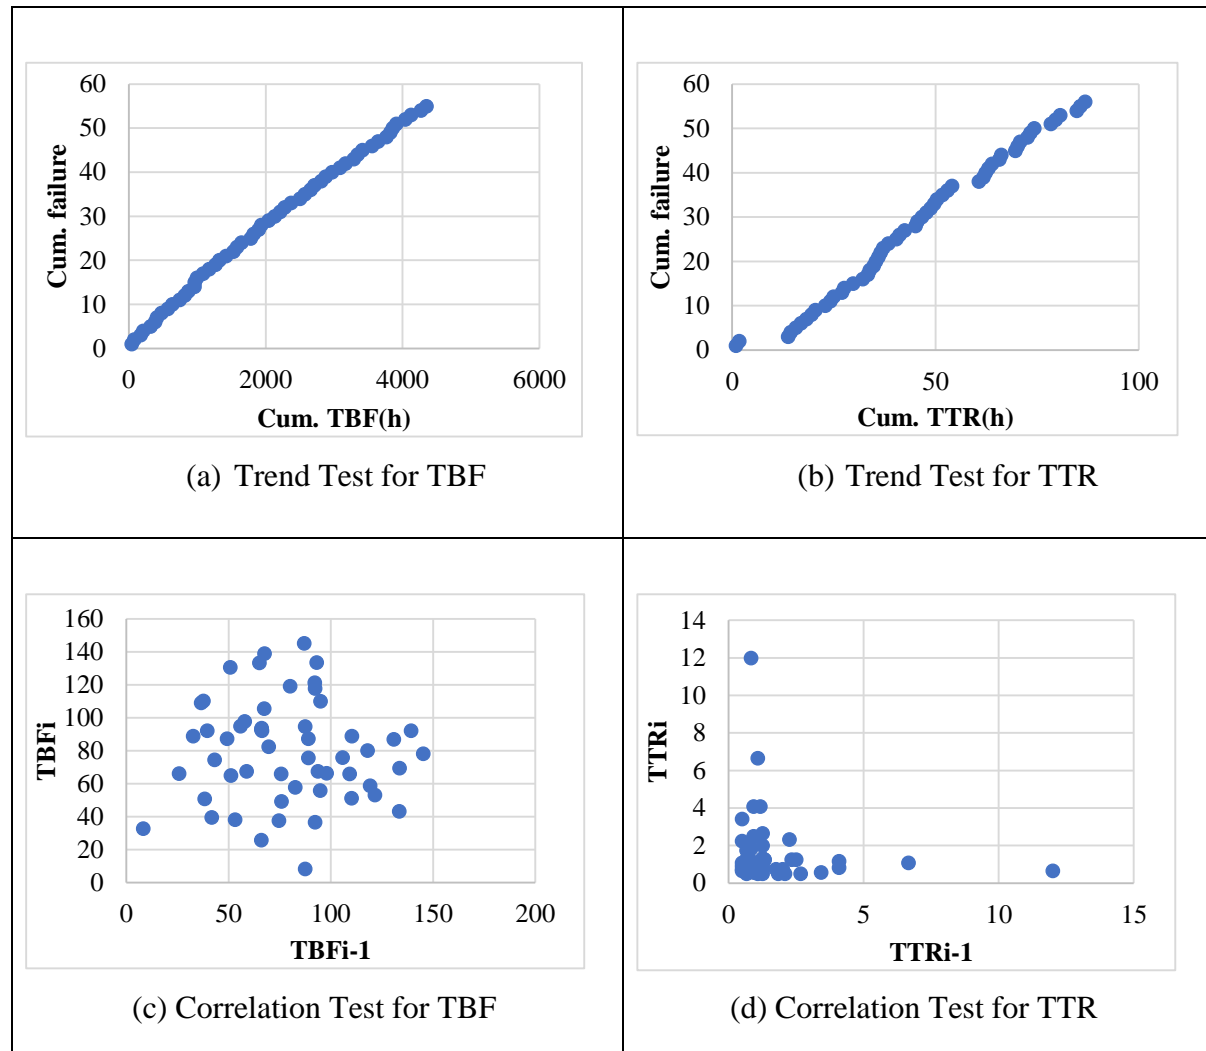 60
50
40
30
20
10
0
0 2000 4000 6000
Cum. failure
Cum. TBF(h)
(a) Trend Test for TBF
60
50
40
30
20
10
0
0 50 100
Cum. failure
Cum. TTR(h)
(b) Trend Test for TTR
160
140
120
100
80
60
40
20
0
0 50 100 150 200
TBFi
TBFi-1
(c) Correlation Test for TBF
14
12
10
8
6
4
2
0
0 5 10 15
TTRi
TTRi-1
(d) Correlation Test for TTR